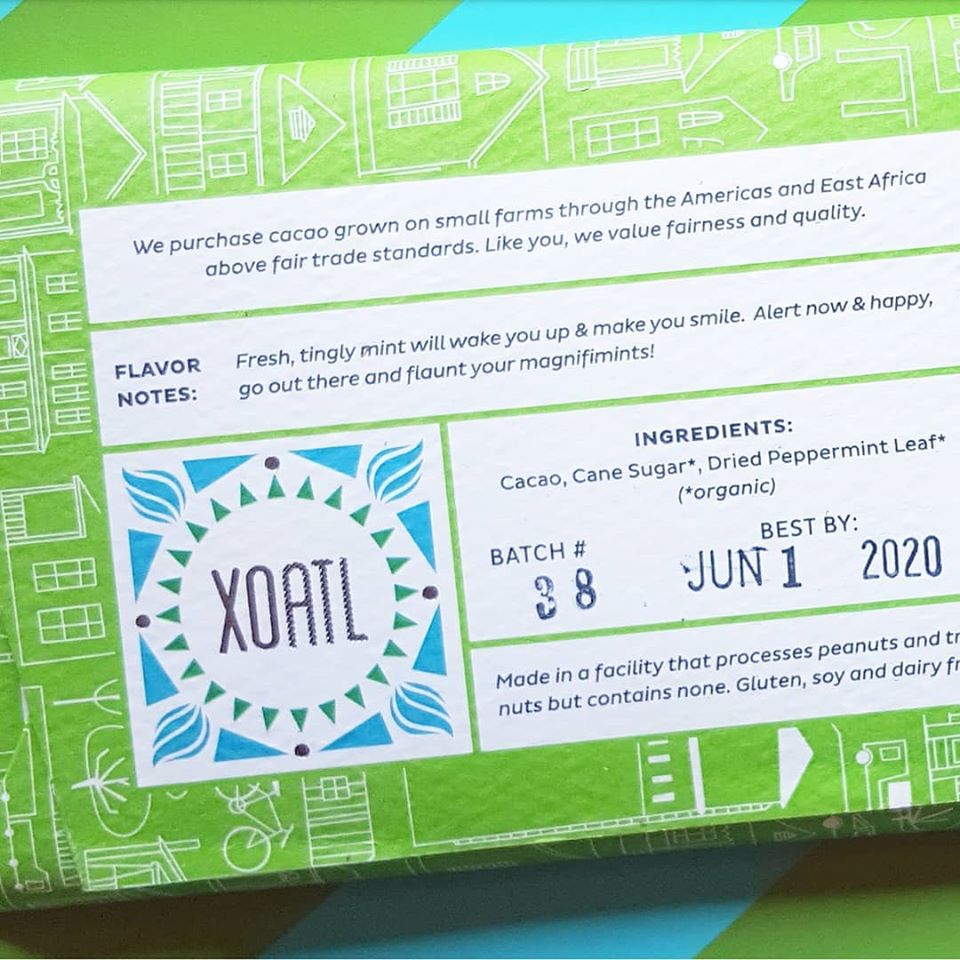 We purchase cacao grown on small farms through the Americas and East Africa
above fair trade standards. Like you, we value fairness and quality.
FLAVOR
NOTES:
Fresh, tingly mint will wake you up & make you smile. Alert now & happy,
go out there and flaunt your magnifimints!
XOATL
INGREDIENTS:
Cacao, Cane Sugar*, Dried Peppermint Leaf*
(*organic)
BATCH #
38
BEST BY:
JUN 1 2020
Made in a facility that processes peanuts and
nuts but contains none. Gluten, soy and dairy